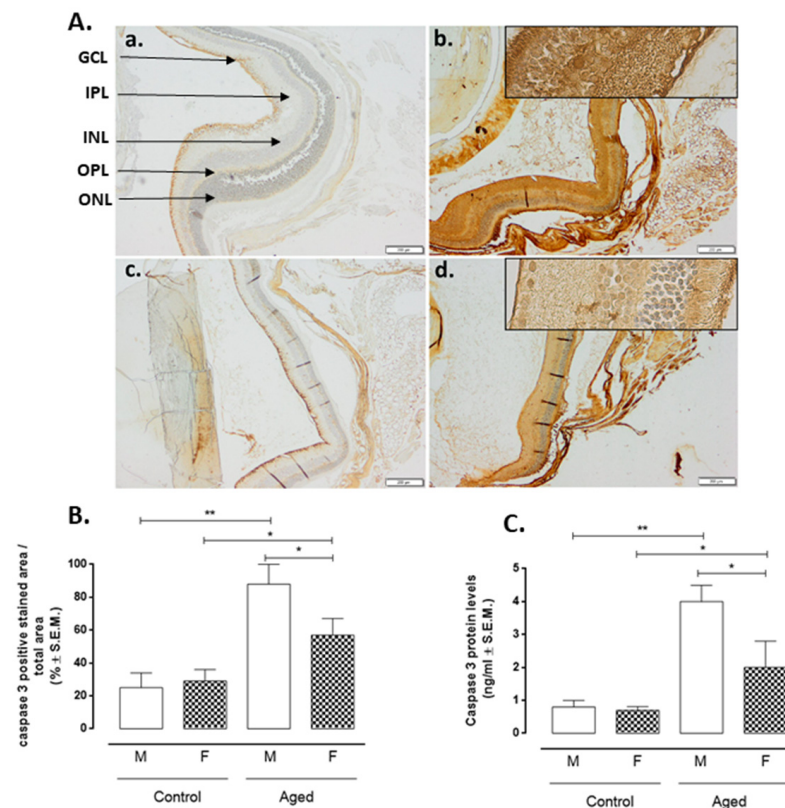 A.
a.
b.
GCL
IPL
INL
OPL
ONL
c.
d.
B.
caspase 3 positive stained area /
total area
(% ± S.E.M.)
100
80
60
40
20
0
**
*
*
M
F
M
F
Control
Aged
C.
Caspase 3 protein levels
(ng/ml ± S.E.M.)
5
4
3
2
1
0
**
*
*
M
F
M
F
Control
Aged